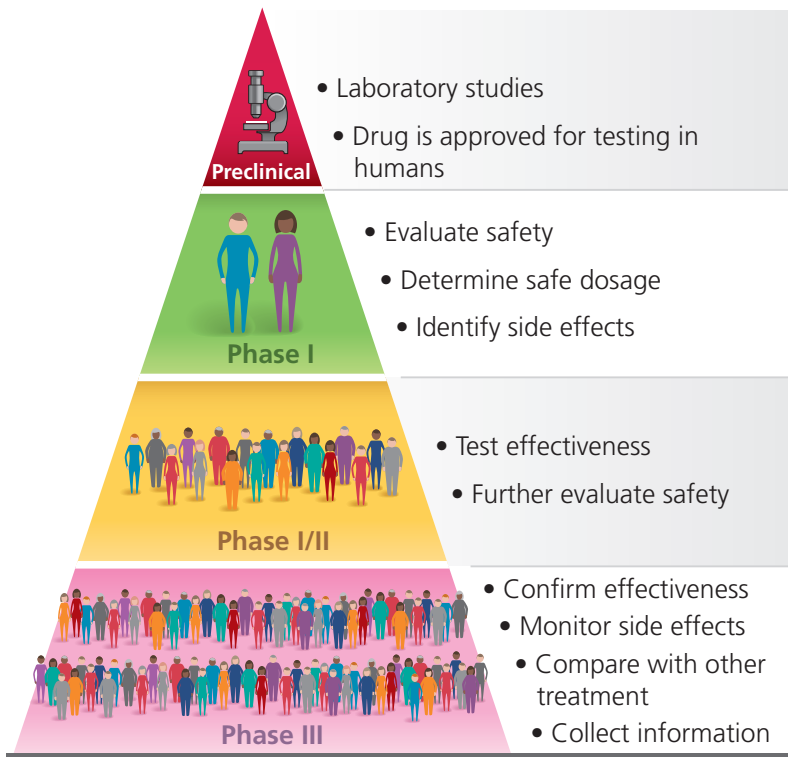 • Laboratory studies
• Drug is approved for testing in
humans
Preclinical
• Evaluate safety
• Determine safe dosage
• Identify side effects
Phase I
• Test effectiveness
• Further evaluate safety
Phase I/II
• Confirm effectiveness
• Monitor side effects
• Compare with other
treatment
• Collect information
Phase III